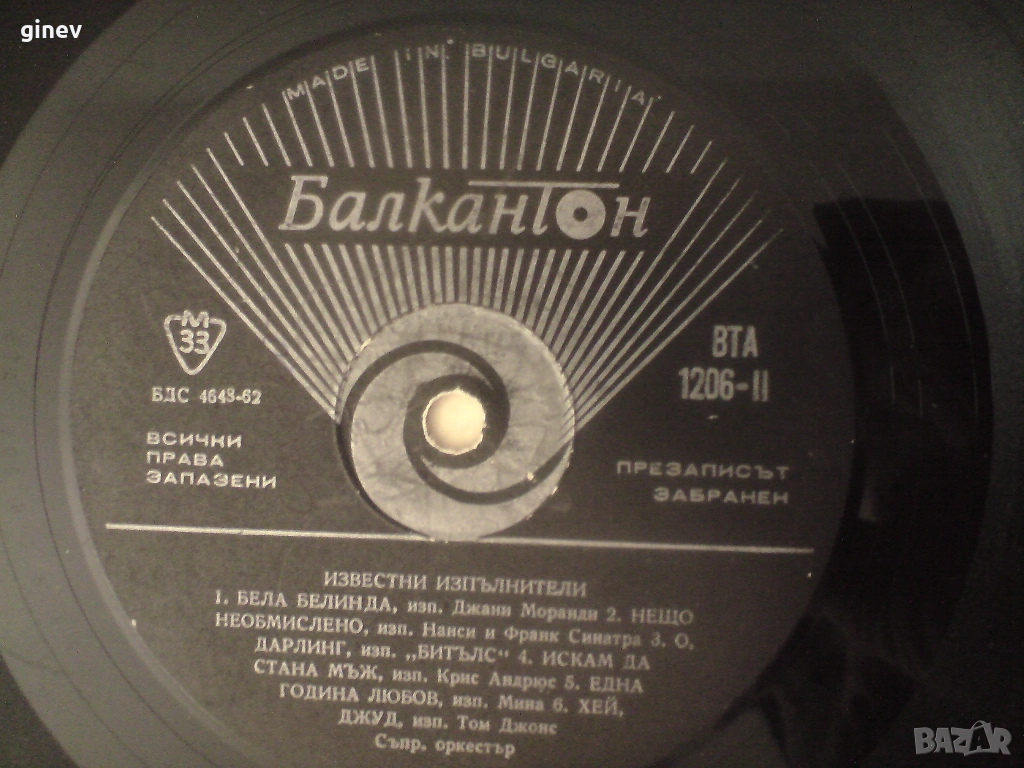 ginev
MADE IN BULGARIA
Балкантон
М
33
БДС 4643-62
ВСИЧКИ
ПРАВА
ЗАПАЗЕНИ
ВТА
1206-II
ПРЕЗАПИСЪТ
ЗАБРАНЕН
ИЗВЕСТНИ ИЗПЪЛНИТЕЛИ
1. БЕЛА БЕЛИНДА, изп. Джани Моранди 2. НЕЩО
НЕОБМИСЛЕНО, изп. Нанси и Франк Синатра 3. О,
ДАРЛИНГ, изп. „БИТЪЛС“ 4. ИСКАМ ДА
СТАНА МЪЖ, изп. Крис Андрюс 5. ЕДНА
ГОДИНА ЛЮБОВ, изп. Мина 6. ХЕЙ,
ДЖУД, изп. Том Джонс
Съпр. оркестър
BAZAR